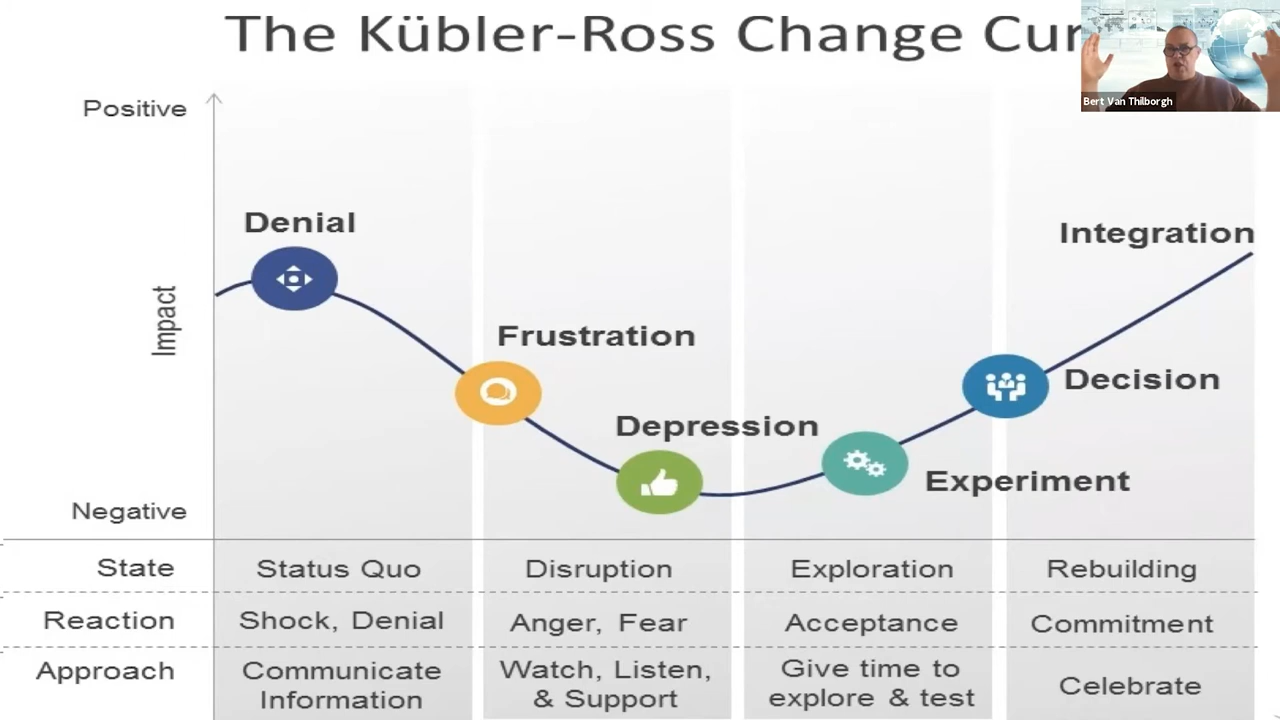 The Kübler-Ross Change Cur
Bert Van Thilborgh
Positive
Denial
Integration
Impact
Frustration
Decision
Depression
Experiment
Negative
State Status Quo Disruption Exploration Rebuilding
Reaction Shock, Denial Anger, Fear Acceptance Commitment
Approach Communicate Information Watch, Listen, & Support Give time to explore & test Celebrate